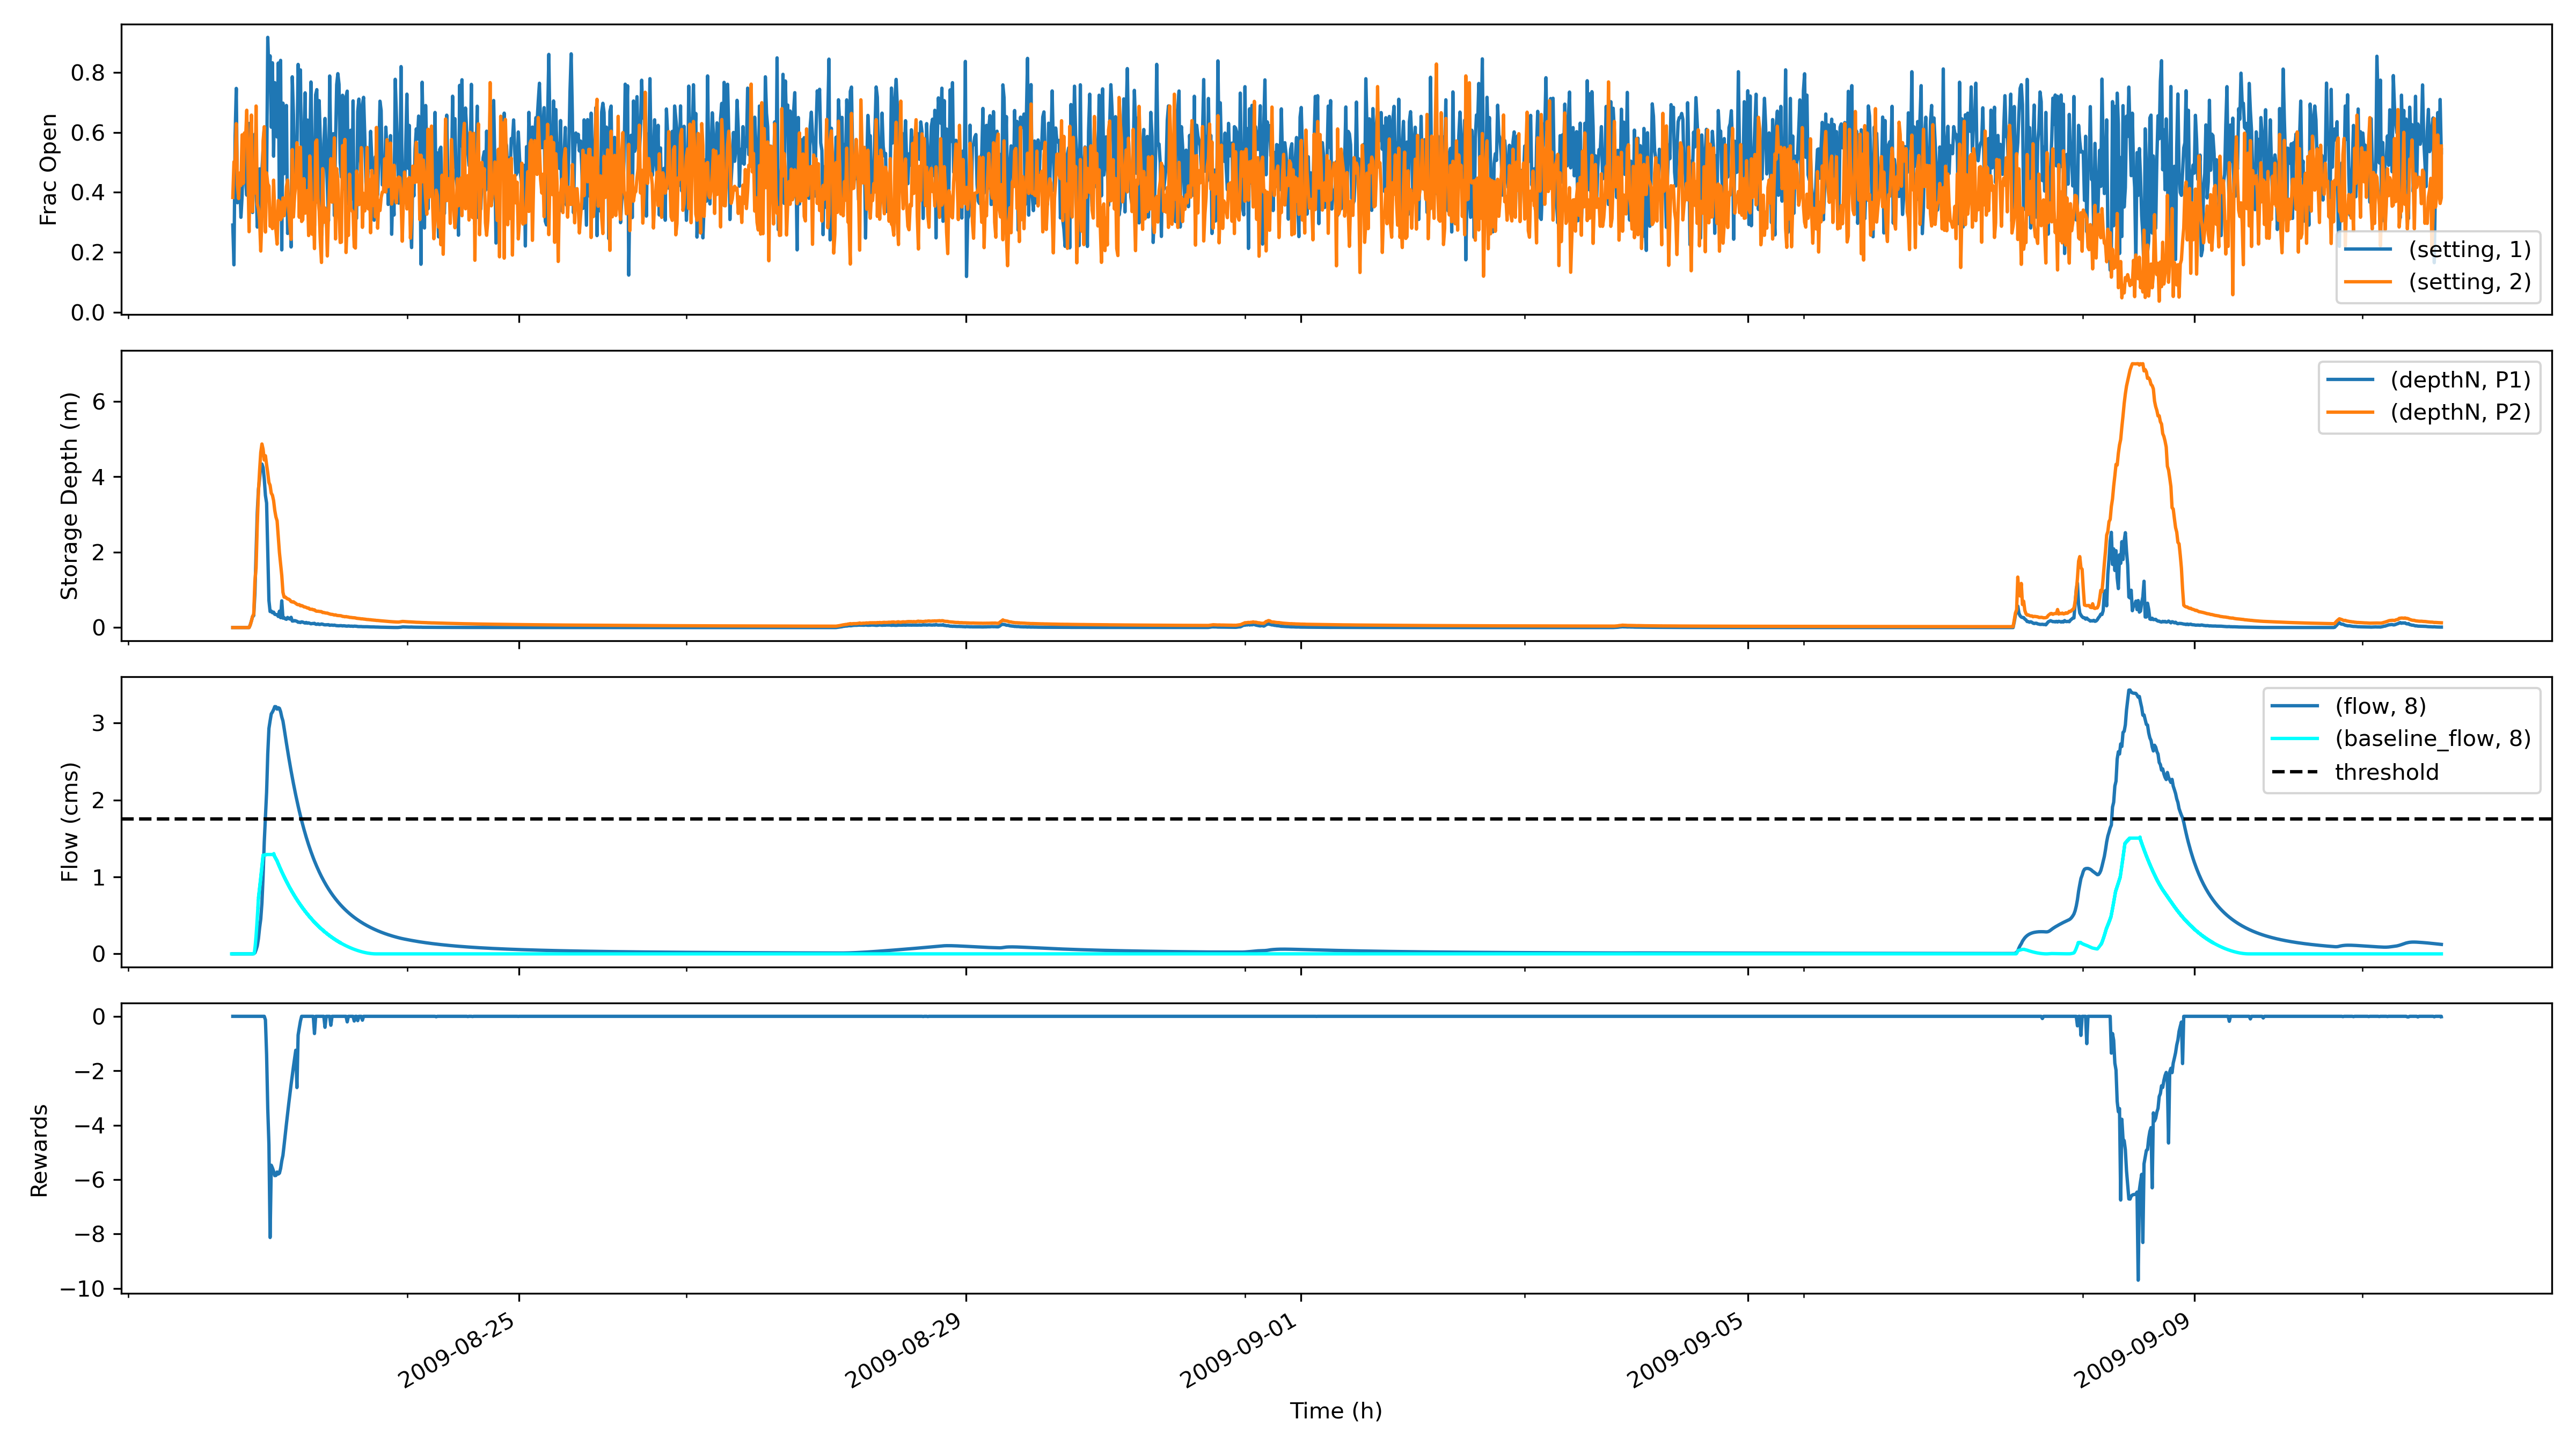 Frac Open
0.8
0.6
0.4
0.2
0.0
(setting, 1)
(setting, 2)
Storage Depth (m)
6
4
2
0
(depthN, P1)
(depthN, P2)
Flow (cms)
3
2
1
0
(flow, 8)
(baseline_flow, 8)
threshold
Rewards
0
−2
−4
−6
−8
−10
2009-08-25
2009-08-29
2009-09-01
2009-09-05
2009-09-09
Time (h)